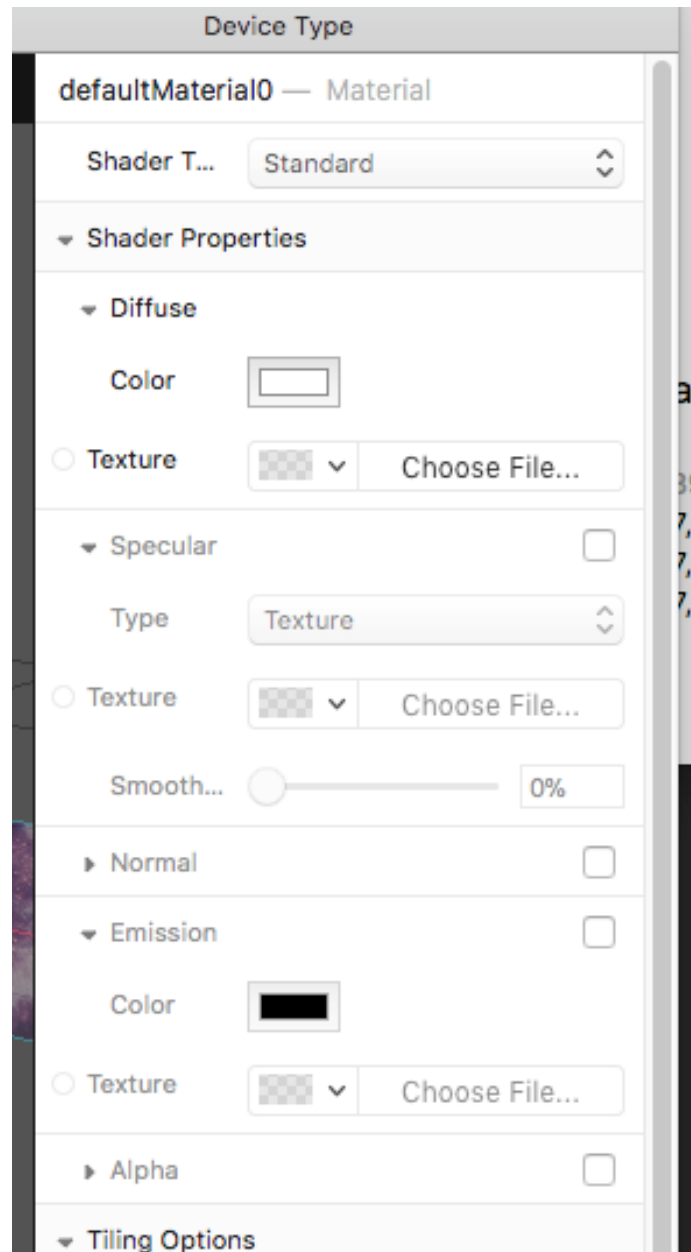 Device Type
defaultMaterial0 — Material
Shader T... Standard
Shader Properties
Diffuse
Color
Texture Choose File...
Specular
Type Texture
Texture Choose File...
Smooth... 0%
Normal
Emission
Color
Texture Choose File...
Alpha
Tiling Options